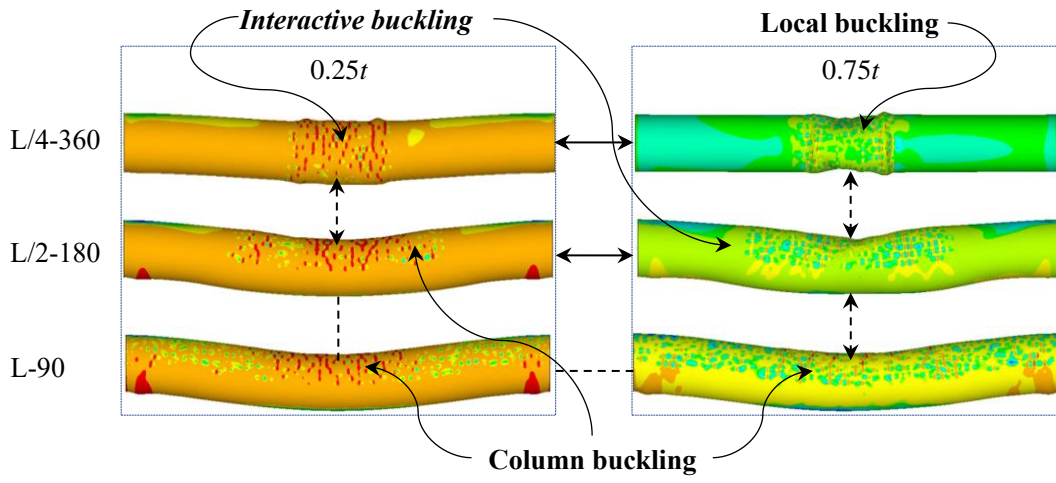 Interactive buckling
Local buckling
0.25t
0.75t
L/4-360
L/2-180
L-90
Column buckling